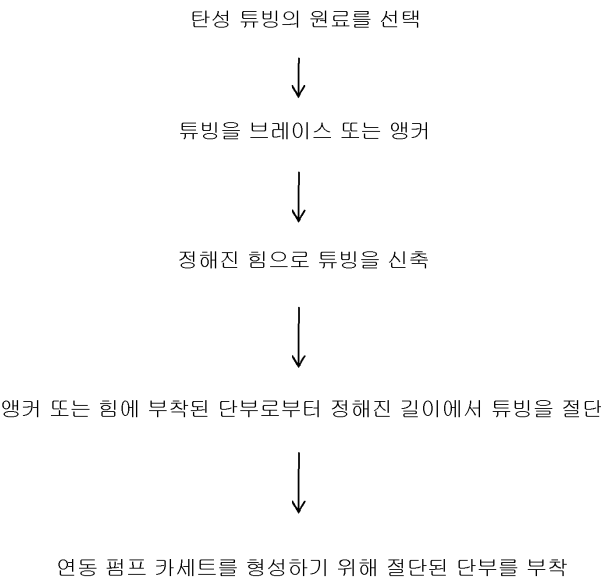 탄성 튜빙의 원료를 선택
튜빙을 브레이스 또는 앵커
정해진 힘으로 튜빙을 신축
앵커 또는 힘에 부착된 단부로부터 정해진 길이에서 튜빙을 절단
연동 펌프 카세트를 형성하기 위해 절단된 단부를 부착